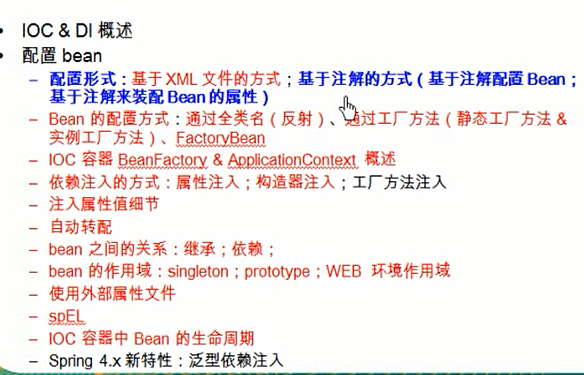 • IOC & DI 概述
• 配置 bean
– 配置形式：基于 XML 文件的方式；基于注解的方式（基于注解配置 Bean；
基于注解来装配 Bean 的属性）
– Bean 的配置方式：通过全类名（反射）、通过工厂方法（静态工厂方法 &
实例工厂方法）、FactoryBean
– IOC 容器 BeanFactory & ApplicationContext 概述
– 依赖注入的方式：属性注入；构造器注入；工厂方法注入
– 注入属性值细节
– 自动转配
– bean 之间的关系：继承；依赖；
– bean 的作用域：singleton；prototype；WEB 环境作用域
– 使用外部属性文件
– spEL
– IOC 容器中 Bean 的生命周期
– Spring 4.x 新特性：泛型依赖注入